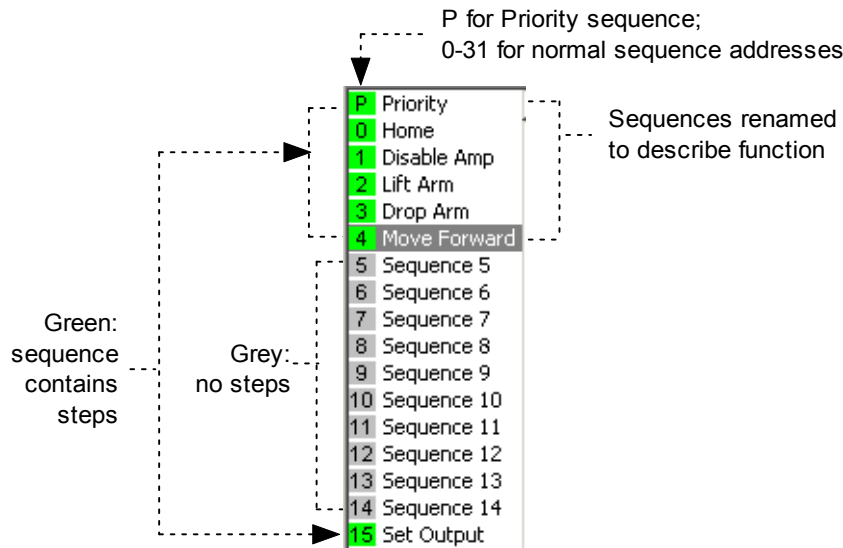 P for Priority sequence;
0-31 for normal sequence addresses
P Priority
0 Home
1 Disable Amp
2 Lift Arm
3 Drop Arm
4 Move Forward
5 Sequence 5
6 Sequence 6
7 Sequence 7
8 Sequence 8
9 Sequence 9
10 Sequence 10
11 Sequence 11
12 Sequence 12
13 Sequence 13
14 Sequence 14
15 Set Output
Sequences renamed
to describe function
Green:
sequence
contains
steps
Grey:
no steps